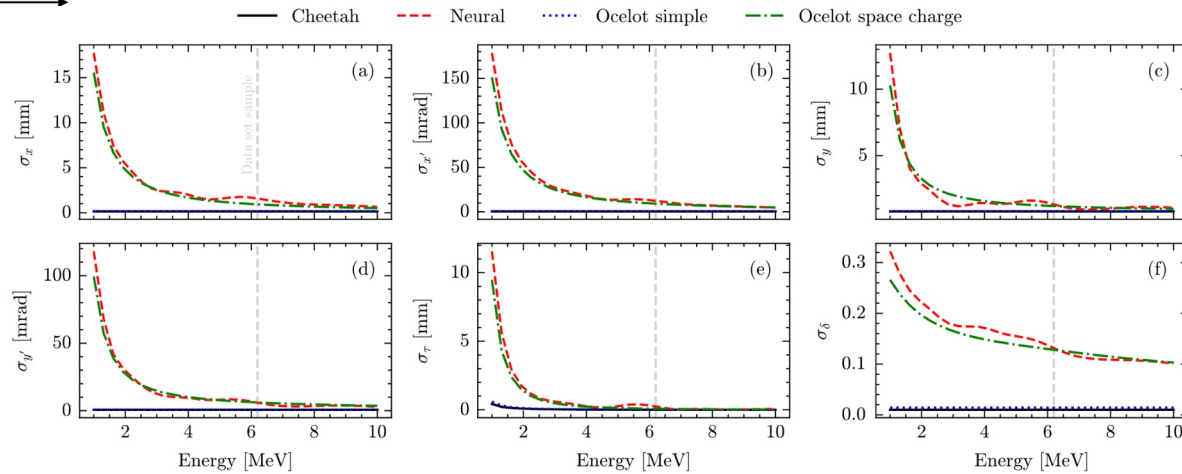 Cheetah Neural Ocelot simple Ocelot space charge
(a) (b) (c)
15
10
5
0
σx [mm]
Data set sample
150
100
50
0
σx′ [mrad]
10
5
σy [mm]
(d) (e) (f)
100
50
0
σy′ [mrad]
10
5
0
στ [mm]
0.3
0.2
0.1
0.0
σδ
2 4 6 8 10 2 4 6 8 10 2 4 6 8 10
Energy [MeV] Energy [MeV] Energy [MeV]